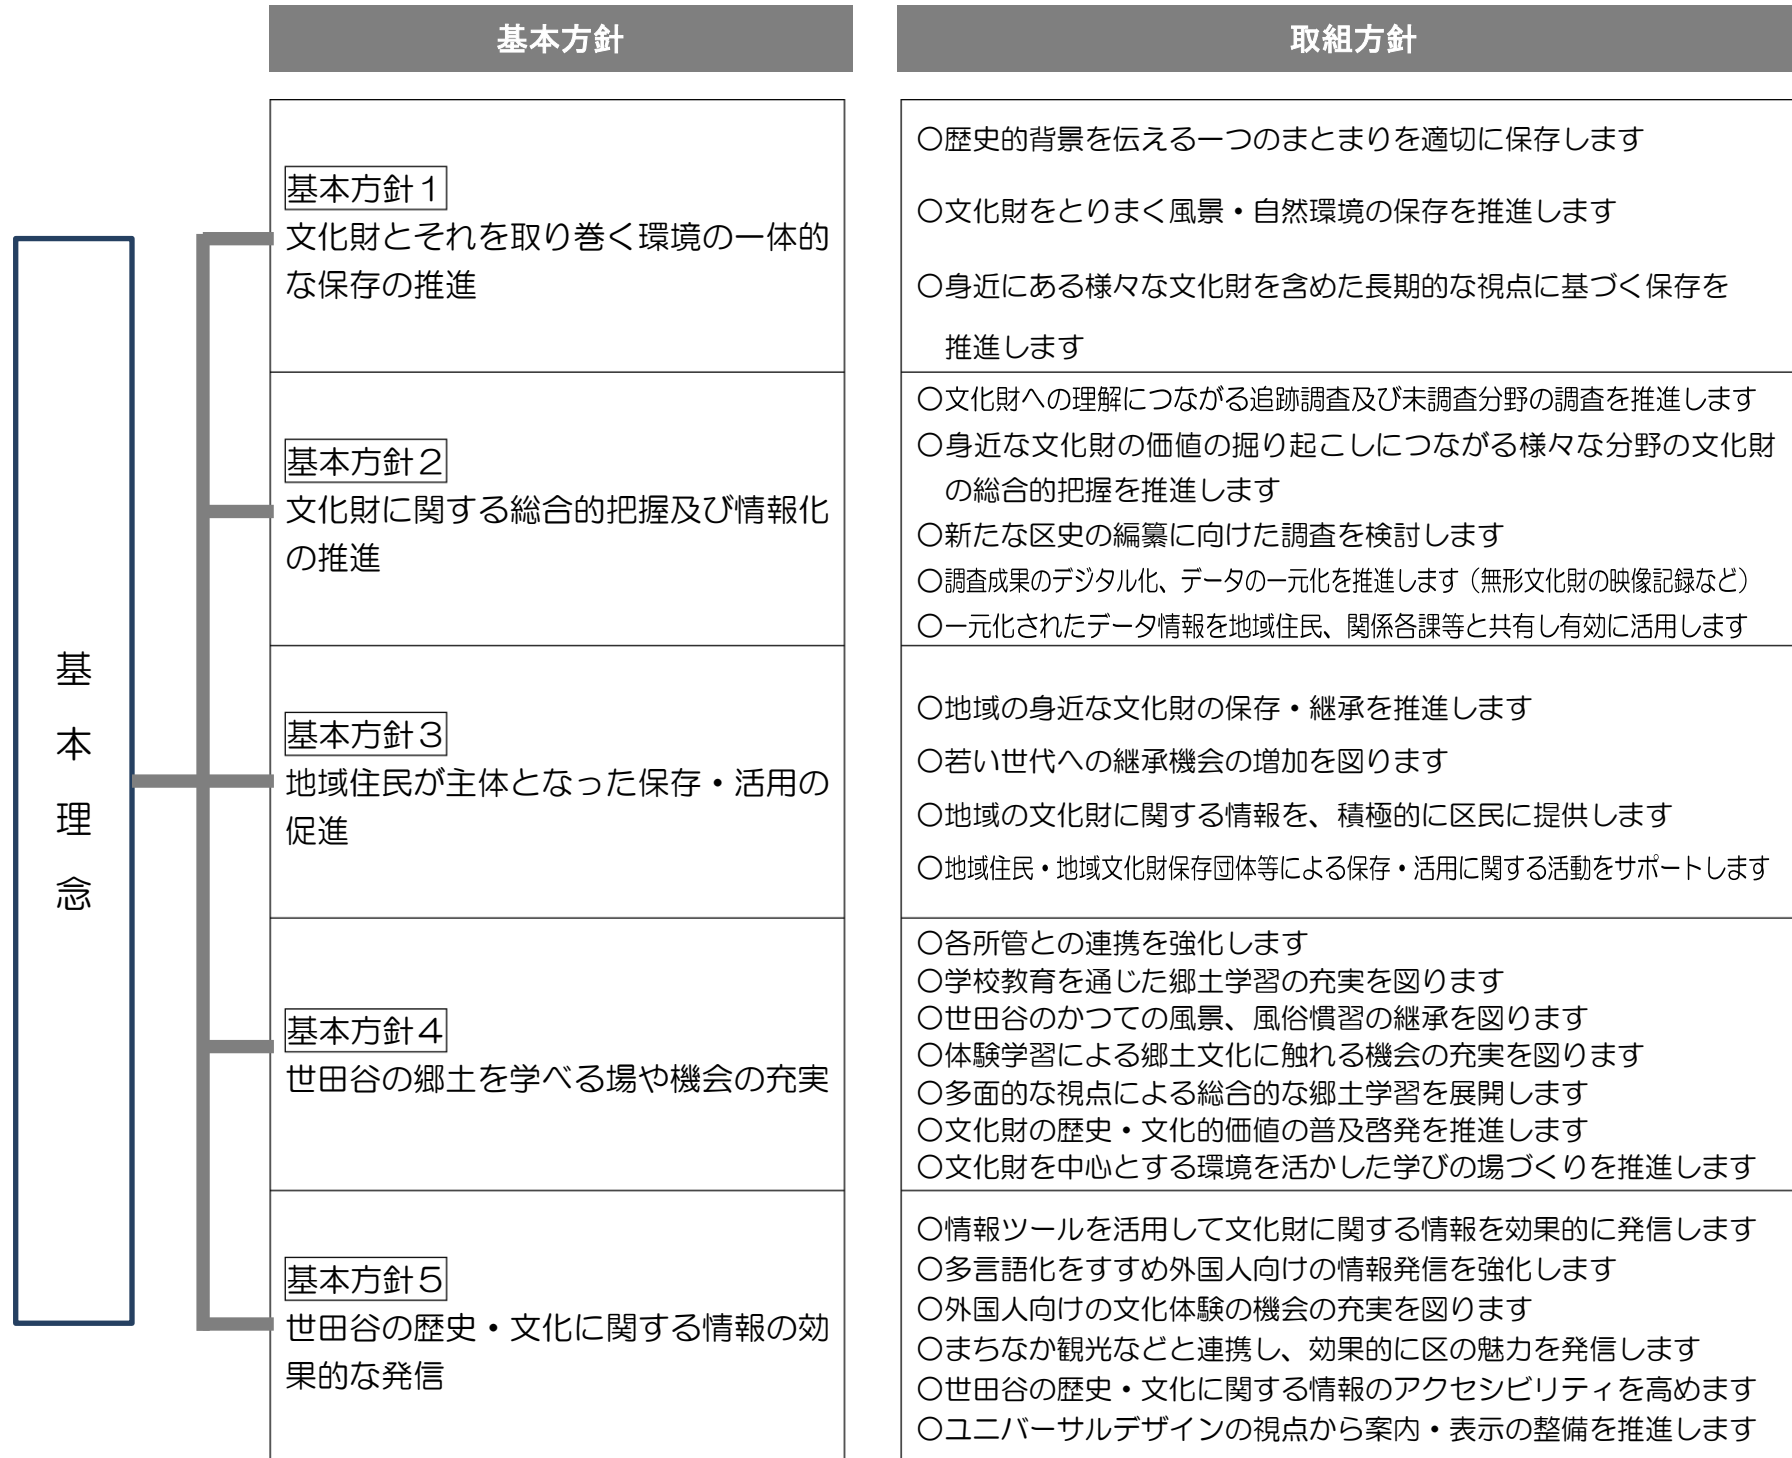 基本方針
取組方針
基本理念
基本方針1
文化財とそれを取り巻く環境の一体的
な保存の推進
〇歴史的背景を伝える一つのまとまりを適切に保存します
〇文化財をとりまく風景・自然環境の保存を推進します
〇身近にある様々な文化財を含めた長期的な視点に基づく保存を
推進します
基本方針2
文化財に関する総合的把握及び情報化
の推進
〇文化財への理解につながる追跡調査及び未調査分野の調査を推進します
〇身近な文化財の価値の掘り起こしにつながる様々な分野の文化財
の総合的把握を推進します
〇新たな区史の編纂に向けた調査を検討します
〇調査成果のデジタル化、データの一元化を推進します（無形文化財の映像記録など）
〇一元化されたデータ情報を地域住民、関係各課等と共有し有効に活用します
基本方針3
地域住民が主体となった保存・活用の
促進
〇地域の身近な文化財の保存・継承を推進します
〇若い世代への継承機会の増加を図ります
〇地域の文化財に関する情報を、積極的に区民に提供します
〇地域住民・地域文化財保存団体等による保存・活用に関する活動をサポートします
基本方針4
世田谷の郷土を学べる場や機会の充実
〇各所管との連携を強化します
〇学校教育を通じた郷土学習の充実を図ります
〇世田谷のかつての風景、風俗慣習の継承を図ります
〇体験学習による郷土文化に触れる機会の充実を図ります
〇多面的な視点による総合的な郷土学習を展開します
〇文化財の歴史・文化的価値の普及啓発を推進します
〇文化財を中心とする環境を活かした学びの場づくりを推進します
基本方針5
世田谷の歴史・文化に関する情報の効
果的な発信
〇情報ツールを活用して文化財に関する情報を効果的に発信します
〇多言語化をすすめ外国人向けの情報発信を強化します
〇外国人向けの文化体験の機会の充実を図ります
〇まちなか観光などと連携し、効果的に区の魅力を発信します
〇世田谷の歴史・文化に関する情報のアクセシビリティを高めます
〇ユニバーサルデザインの視点から案内・表示の整備を推進します